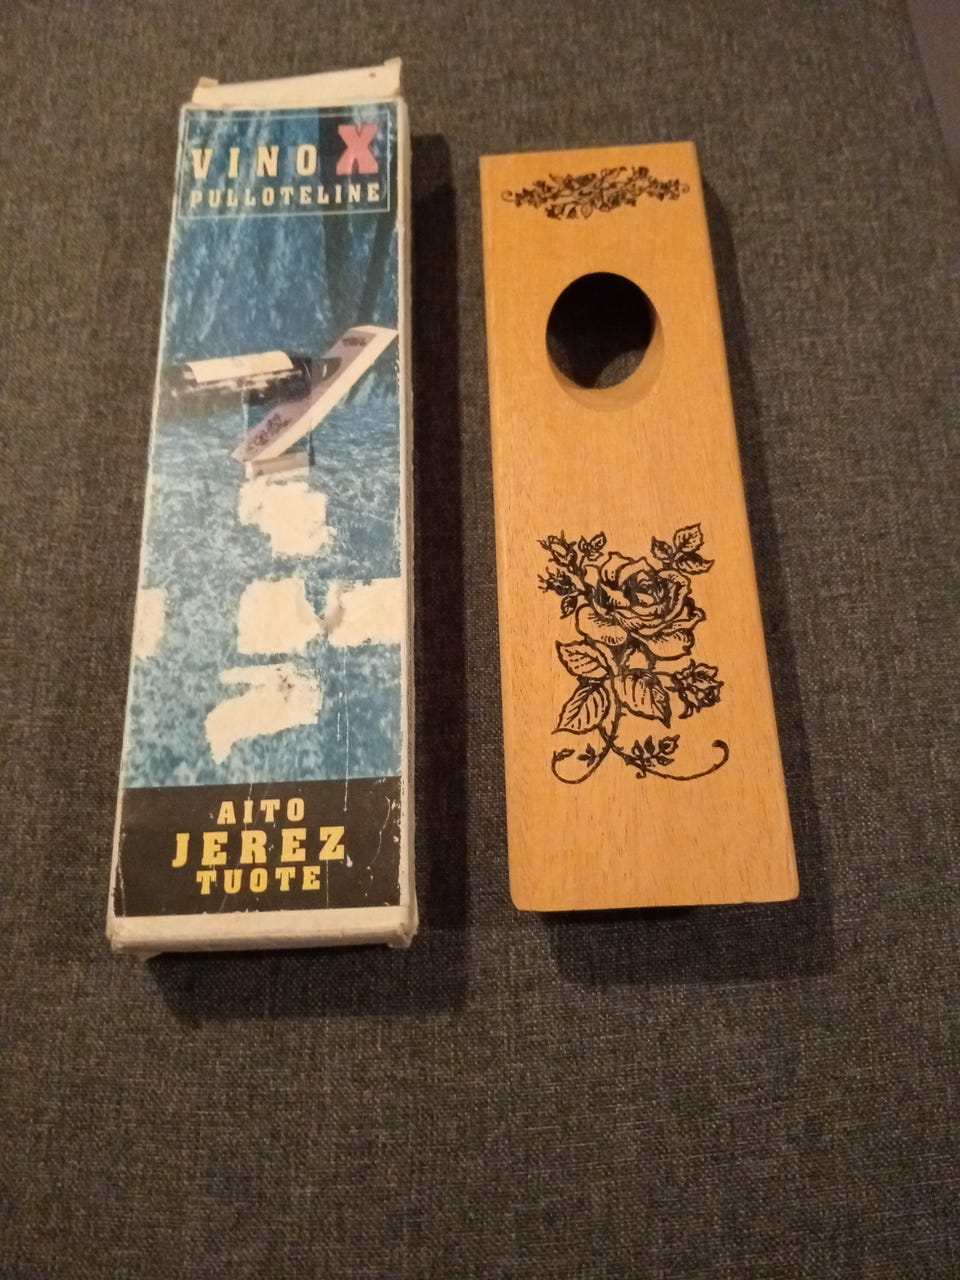 VINO X
PULLOTELINE
AITO
JEREZ
TUOTE